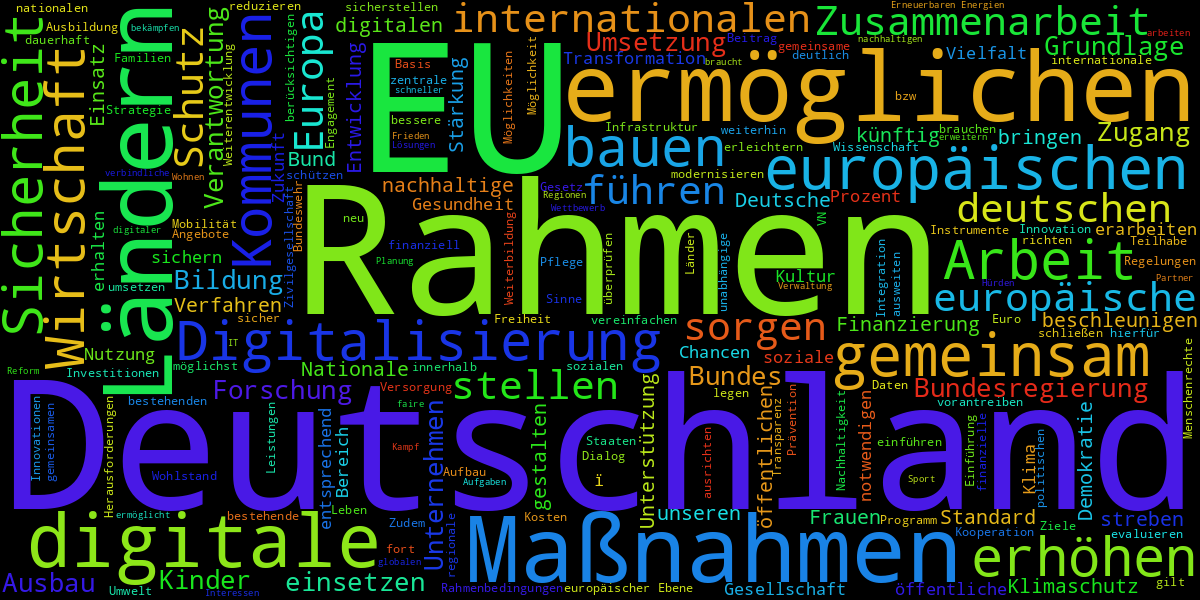 nationalen
reduzieren
sicherstellen
Erneuerbaren Energien
Ausbildung
bekämpfen
digitalen
internationalen
Zusammenarbeit
dauerhaft
Familien
Einsatz
Schutz
Sicherheit
Wirtschaft
Ländern
Verantwortung
Weiterentwicklung
Kommunen
berücksichtigen
Europa
Engagement
Entwicklung
Basis
zentrale
schneller
bessere
Frieden
Lösungen
Stärkung
EU
Möglichkeiten
Möglichkeit
Umsetzung
Beitrag
gemeinsame
deutlich
nachhaltigen
arbeiten
Transformation
braucht
Vielfalt
Grundlage
internationale
ermöglichen
bzw
Strategie
Infrastruktur
weiterhin
erleichtern
künftig
brauchen
erweitern
bringen
Zugang
Wissenschaft
verbindliche
Wohnen
Zukunft
Bund
schützen
bauen
modernisieren
europäischen
nachhaltige
Gesundheit
Gesetz
Regionen
Wettbewerb
führen
Deutsche
Prozent
deutschen
digitaler
Mobilität
Angebote
Zivilgesellschaft
Bundeswehr
neu
Rahmen
finanziell
Planung
Weiterbildung
Pflege
Sinne
überprüfen
Länder
unabhängige
VN
Kultur
Verwaltung
Integration
ausweiten
Instrumente
Innovation
richten
erarbeiten
Teilhabe
Regelungen
Partner
Arbeit
erhalten
umsetzen
sichern
Bildung
Hürden
europäische
Verfahren
sicher
Freiheit
vereinfachen
sorgen
Finanzierung
Euro
beschleunigen
schließen
hierfür
Digitalisierung
IT
Nutzung
Investitionen
möglichst
Nationale
innerhalb
sozialen
Chancen
soziale
gemeinsam
Menschenrechte
Reform
Forschung
Versorgung
stellen
Bundes
legen
Daten
Bundesregierung
vorantreiben
Innovationen
gemeinsamen
Herausforderungen
bestehenden
Wohlstand
Leistungen
entsprechend
Bereich
faire
Kampf
Unternehmen
Aufbau
Aufgaben
gestalten
Staaten
Dialog
ï
Unterstützung
ausrichten
öffentlichen
Transparenz
Prävention
Nachhaltigkeit
notwendigen
einführen
Sport
Einführung
finanzielle
Klima
politischen
Demokratie
Deutschland
ermöglicht
bestehende
Leben
Zudem
Kosten
unseren
Frauen
Programm
Standard
Ziele
streben
Kooperation
evaluieren
digitale
fort
globalen
regionale
Maßnahmen
erhöhen
Ausbau
Umwelt
Kinder
Interessen
einsetzen
Rahmenbedingungen
europäischer
Ebene
Gesellschaft
öffentliche
Klimaschutz
gilt